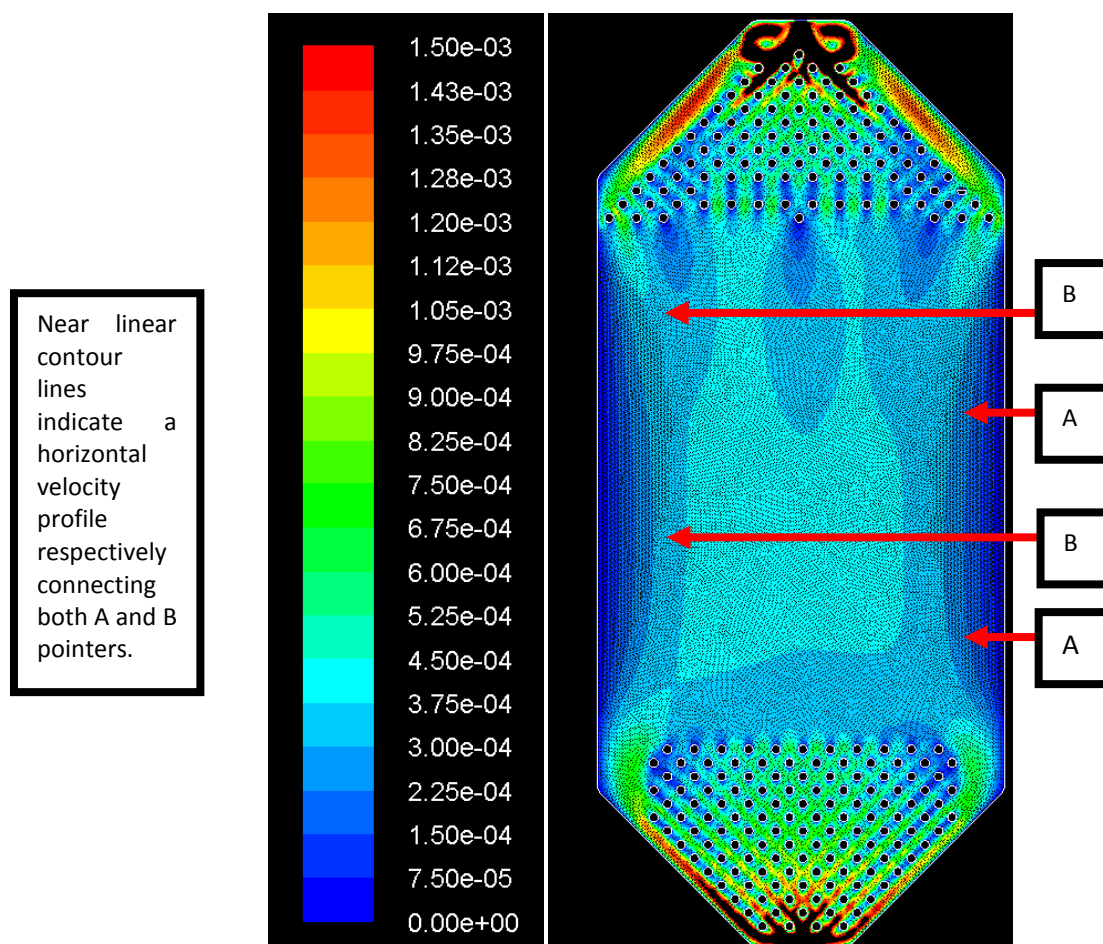 Near linear
contour
lines
indicate a
horizontal
velocity
profile
respectively
connecting
both A and B
pointers.
1.50e-03
1.43e-03
1.35e-03
1.28e-03
1.20e-03
1.12e-03
1.05e-03
9.75e-04
9.00e-04
8.25e-04
7.50e-04
6.75e-04
6.00e-04
5.25e-04
4.50e-04
3.75e-04
3.00e-04
2.25e-04
1.50e-04
7.50e-05
0.00e+00
B
A
B
A